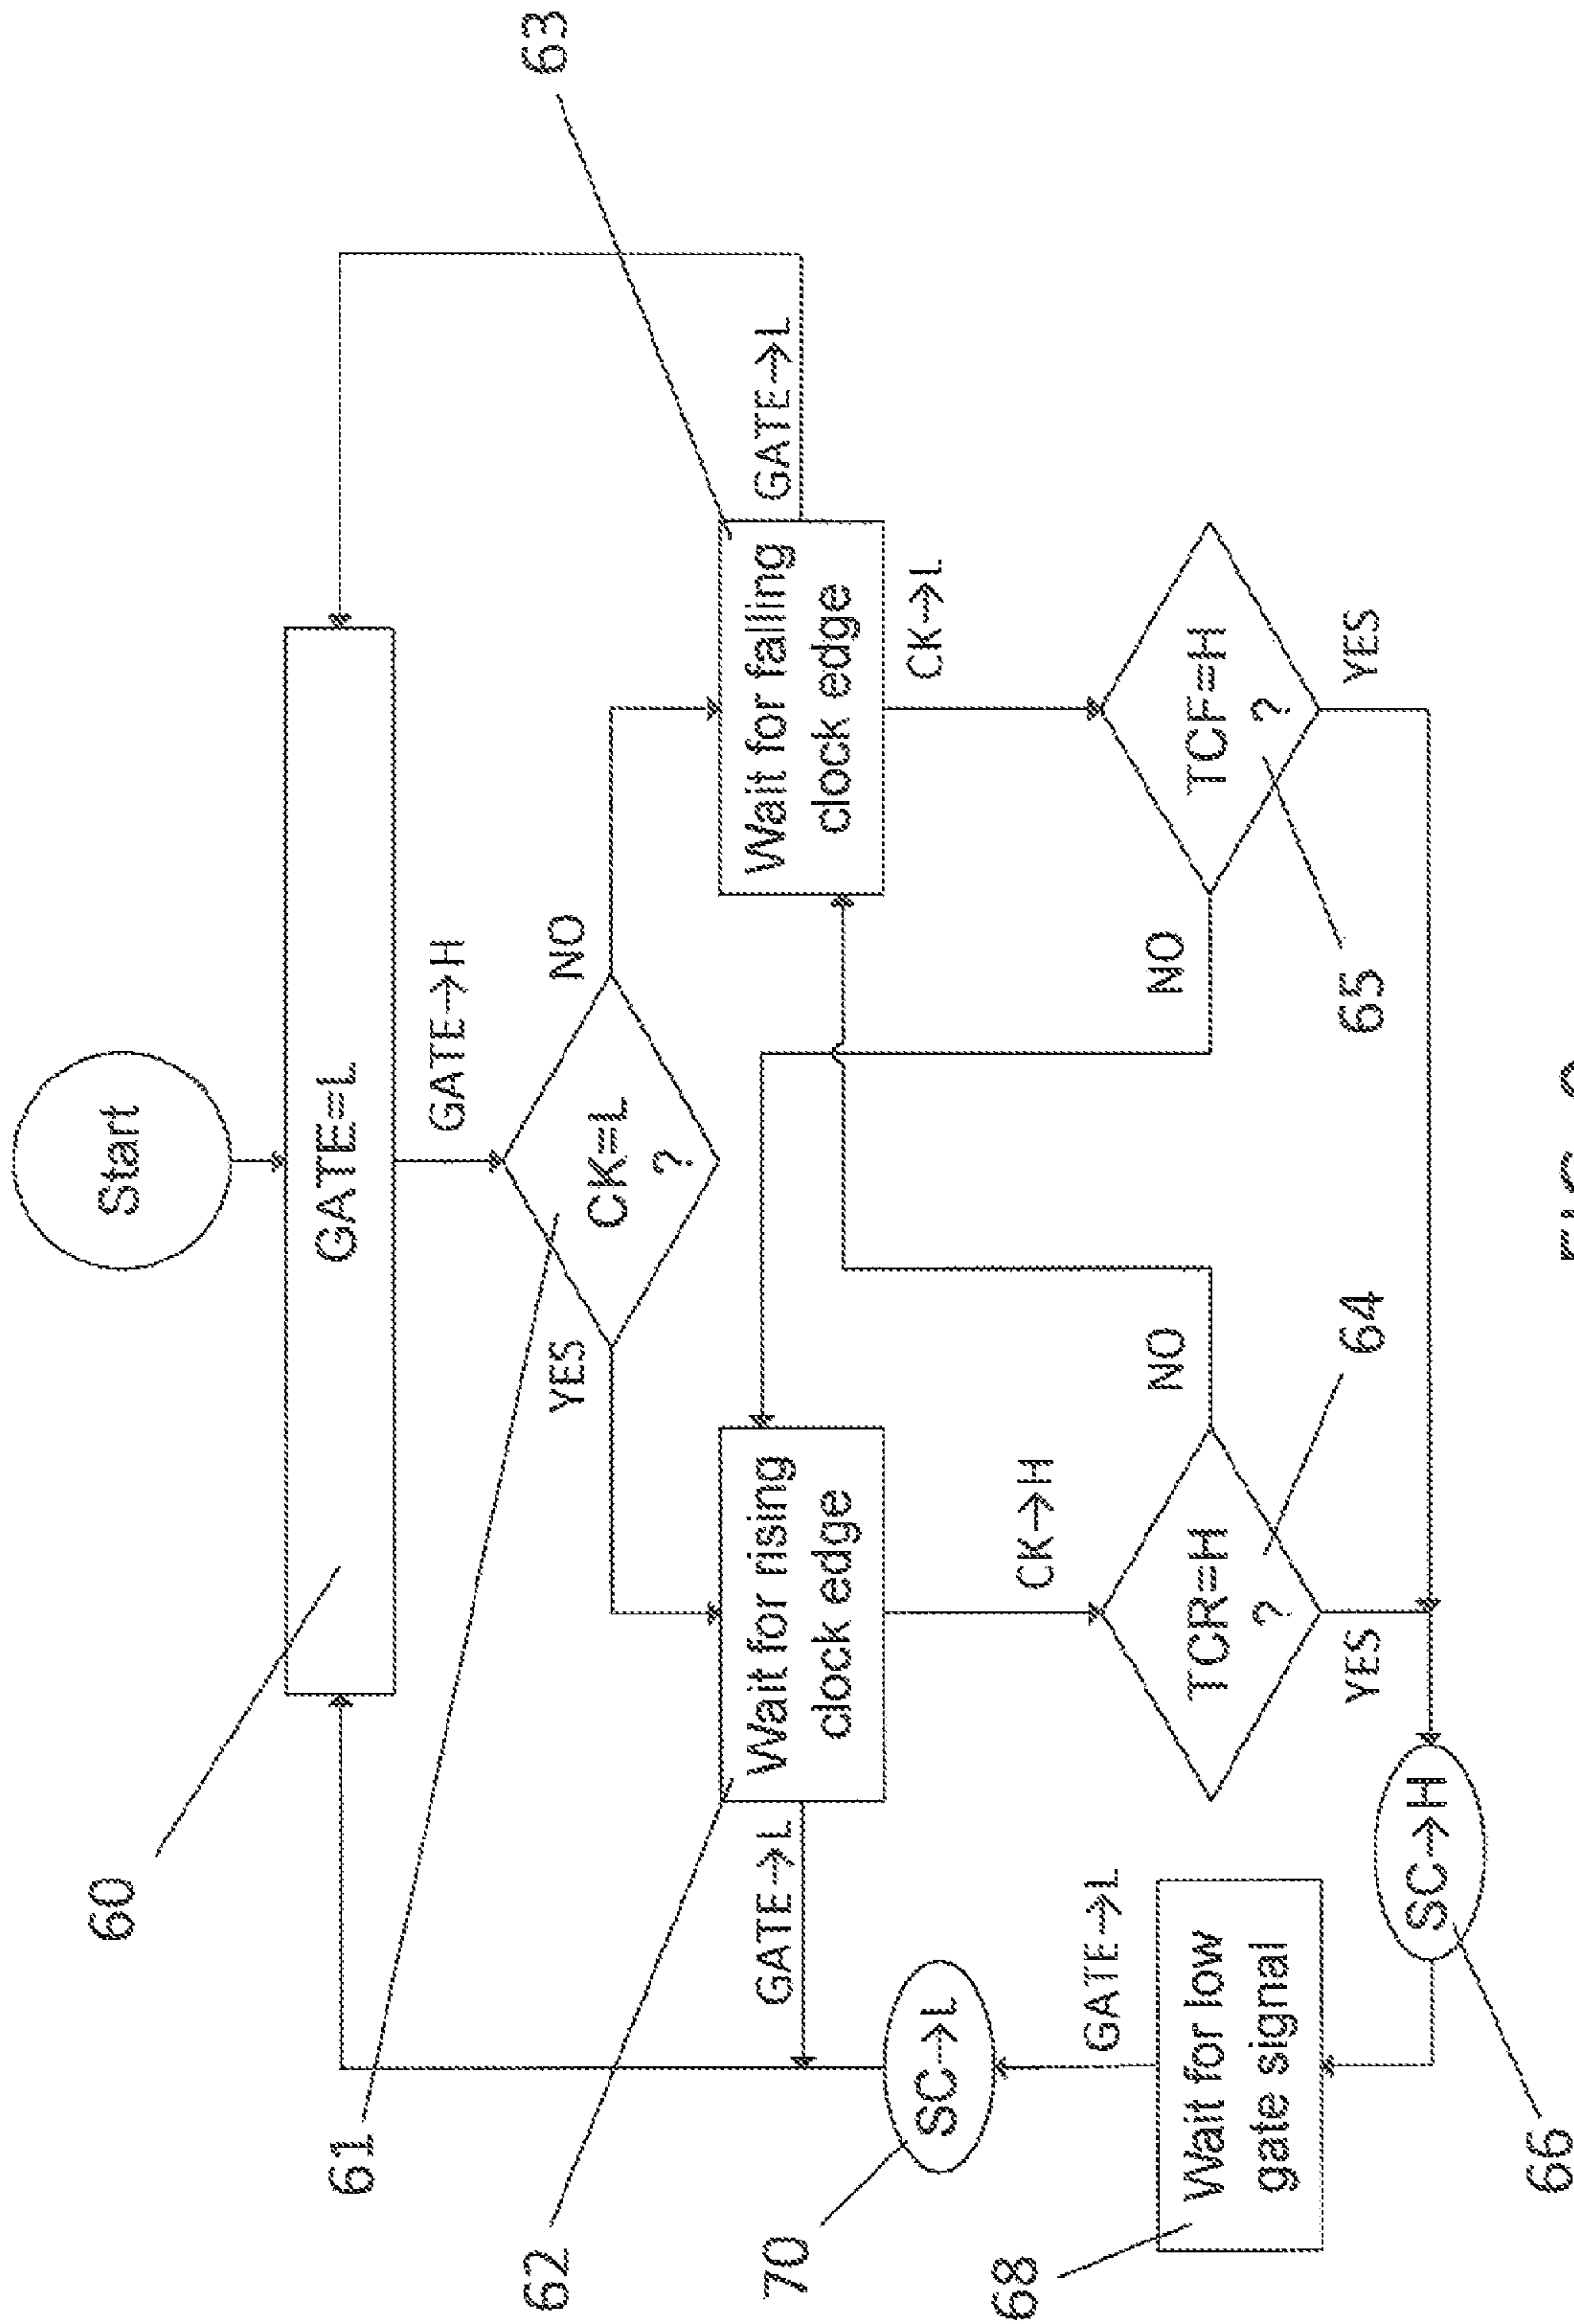 Start
60
GATE=L
GATE→H
61
CK=L
?
YES
NO
62
Wait for rising
clock edge
GATE→L
63
Wait for falling
clock edge
GATE→L
70
SC→L
CK→H
CK→L
GATE→L
68
Wait for low
gate signal
TCR=H
?
NO
64
YES
TCF=H
?
NO
65
YES
SC→H
66